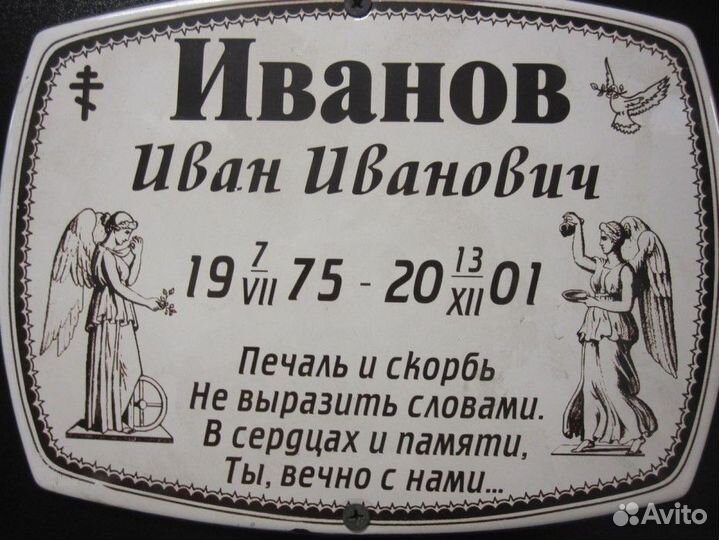 Иванов
Иван Иванович
19 7/VII 75 - 20 13/XII 01
Печаль и скорбь
Не выразить словами.
В сердцах и памяти,
Ты, вечно с нами...
Avito